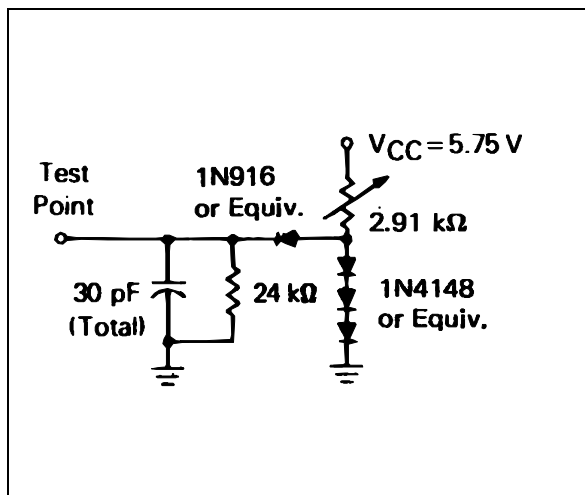 VCC = 5.75 V
Test
Point
1N916
or Equiv.
2.91 kΩ
30 pF
(Total)
24 kΩ
1N4148
or Equiv.